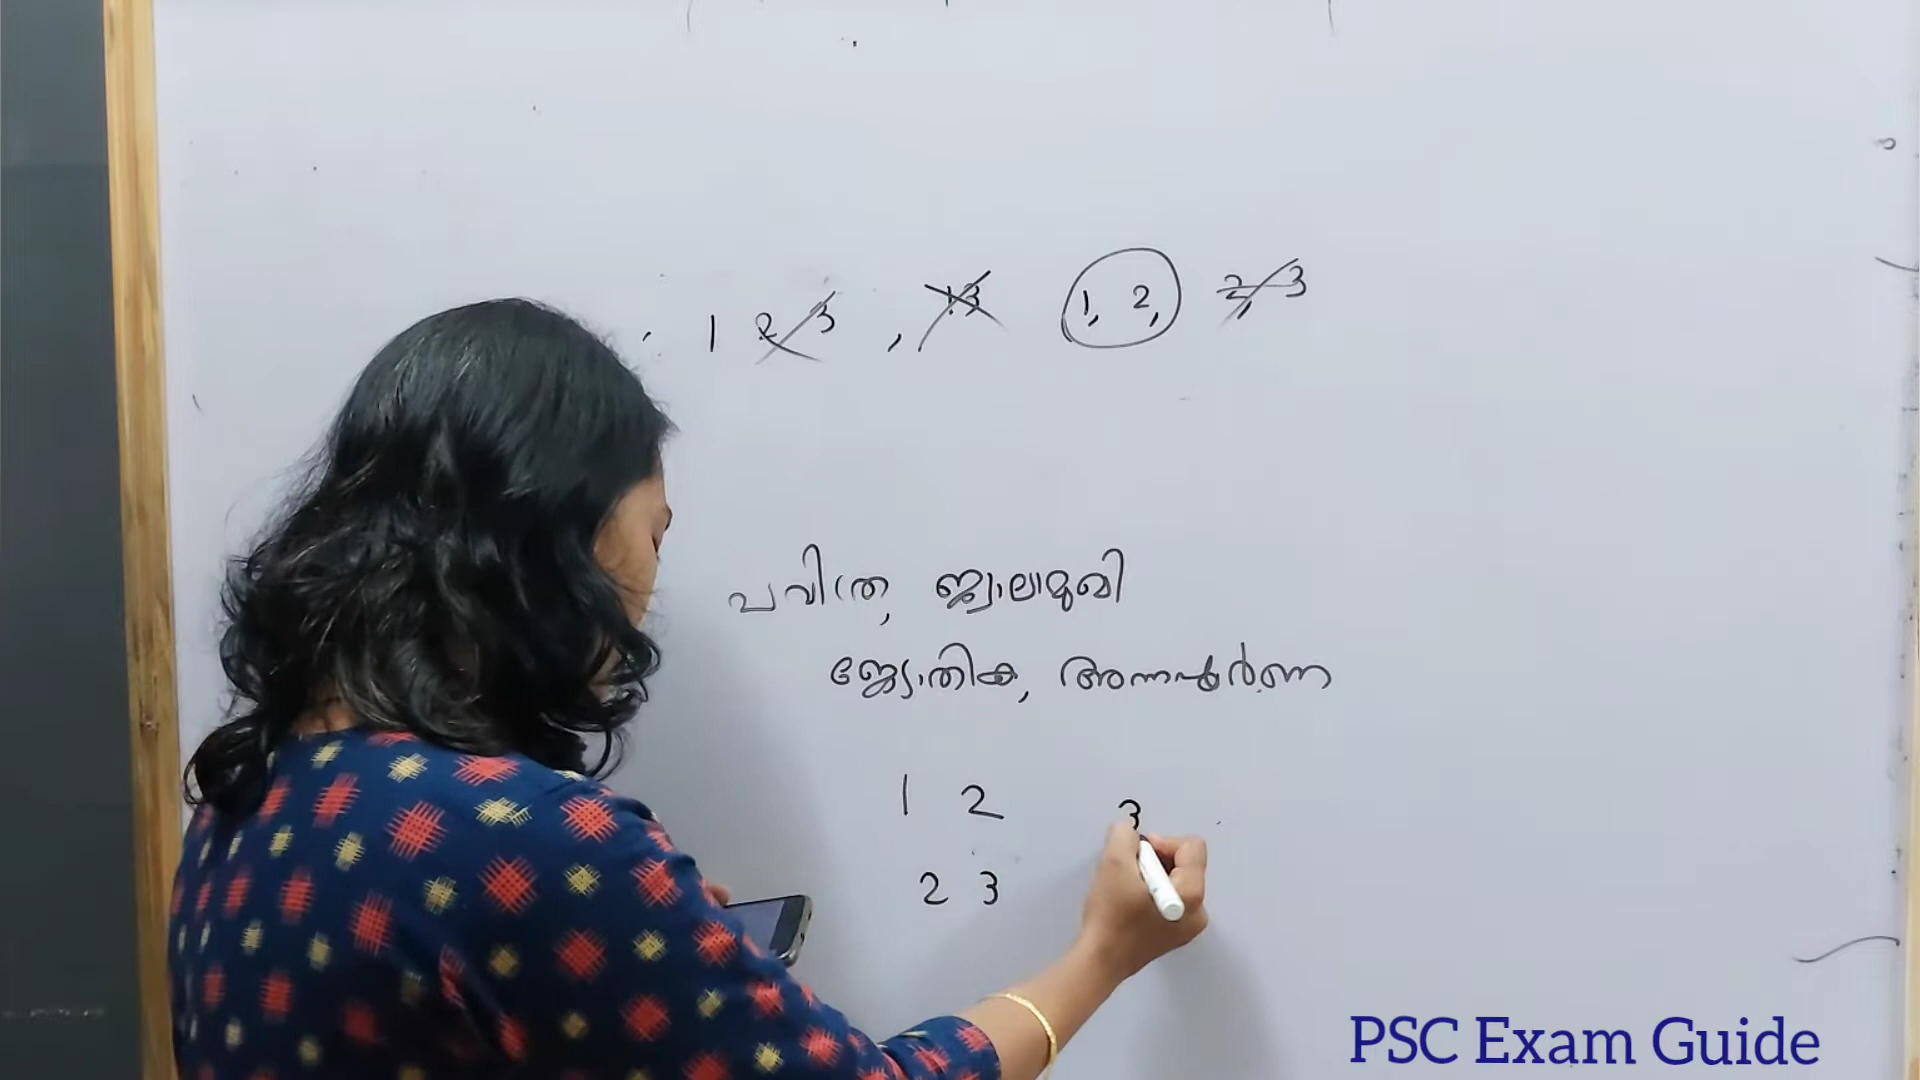 , 1 2 3 , 1 3 1, 2, 2, 3
പവിത്ര, ജ്വാലാമുഖി
ജ്യോതിക, അന്നപൂർണ്ണ
1 2 3
2 3
PSC Exam Guide